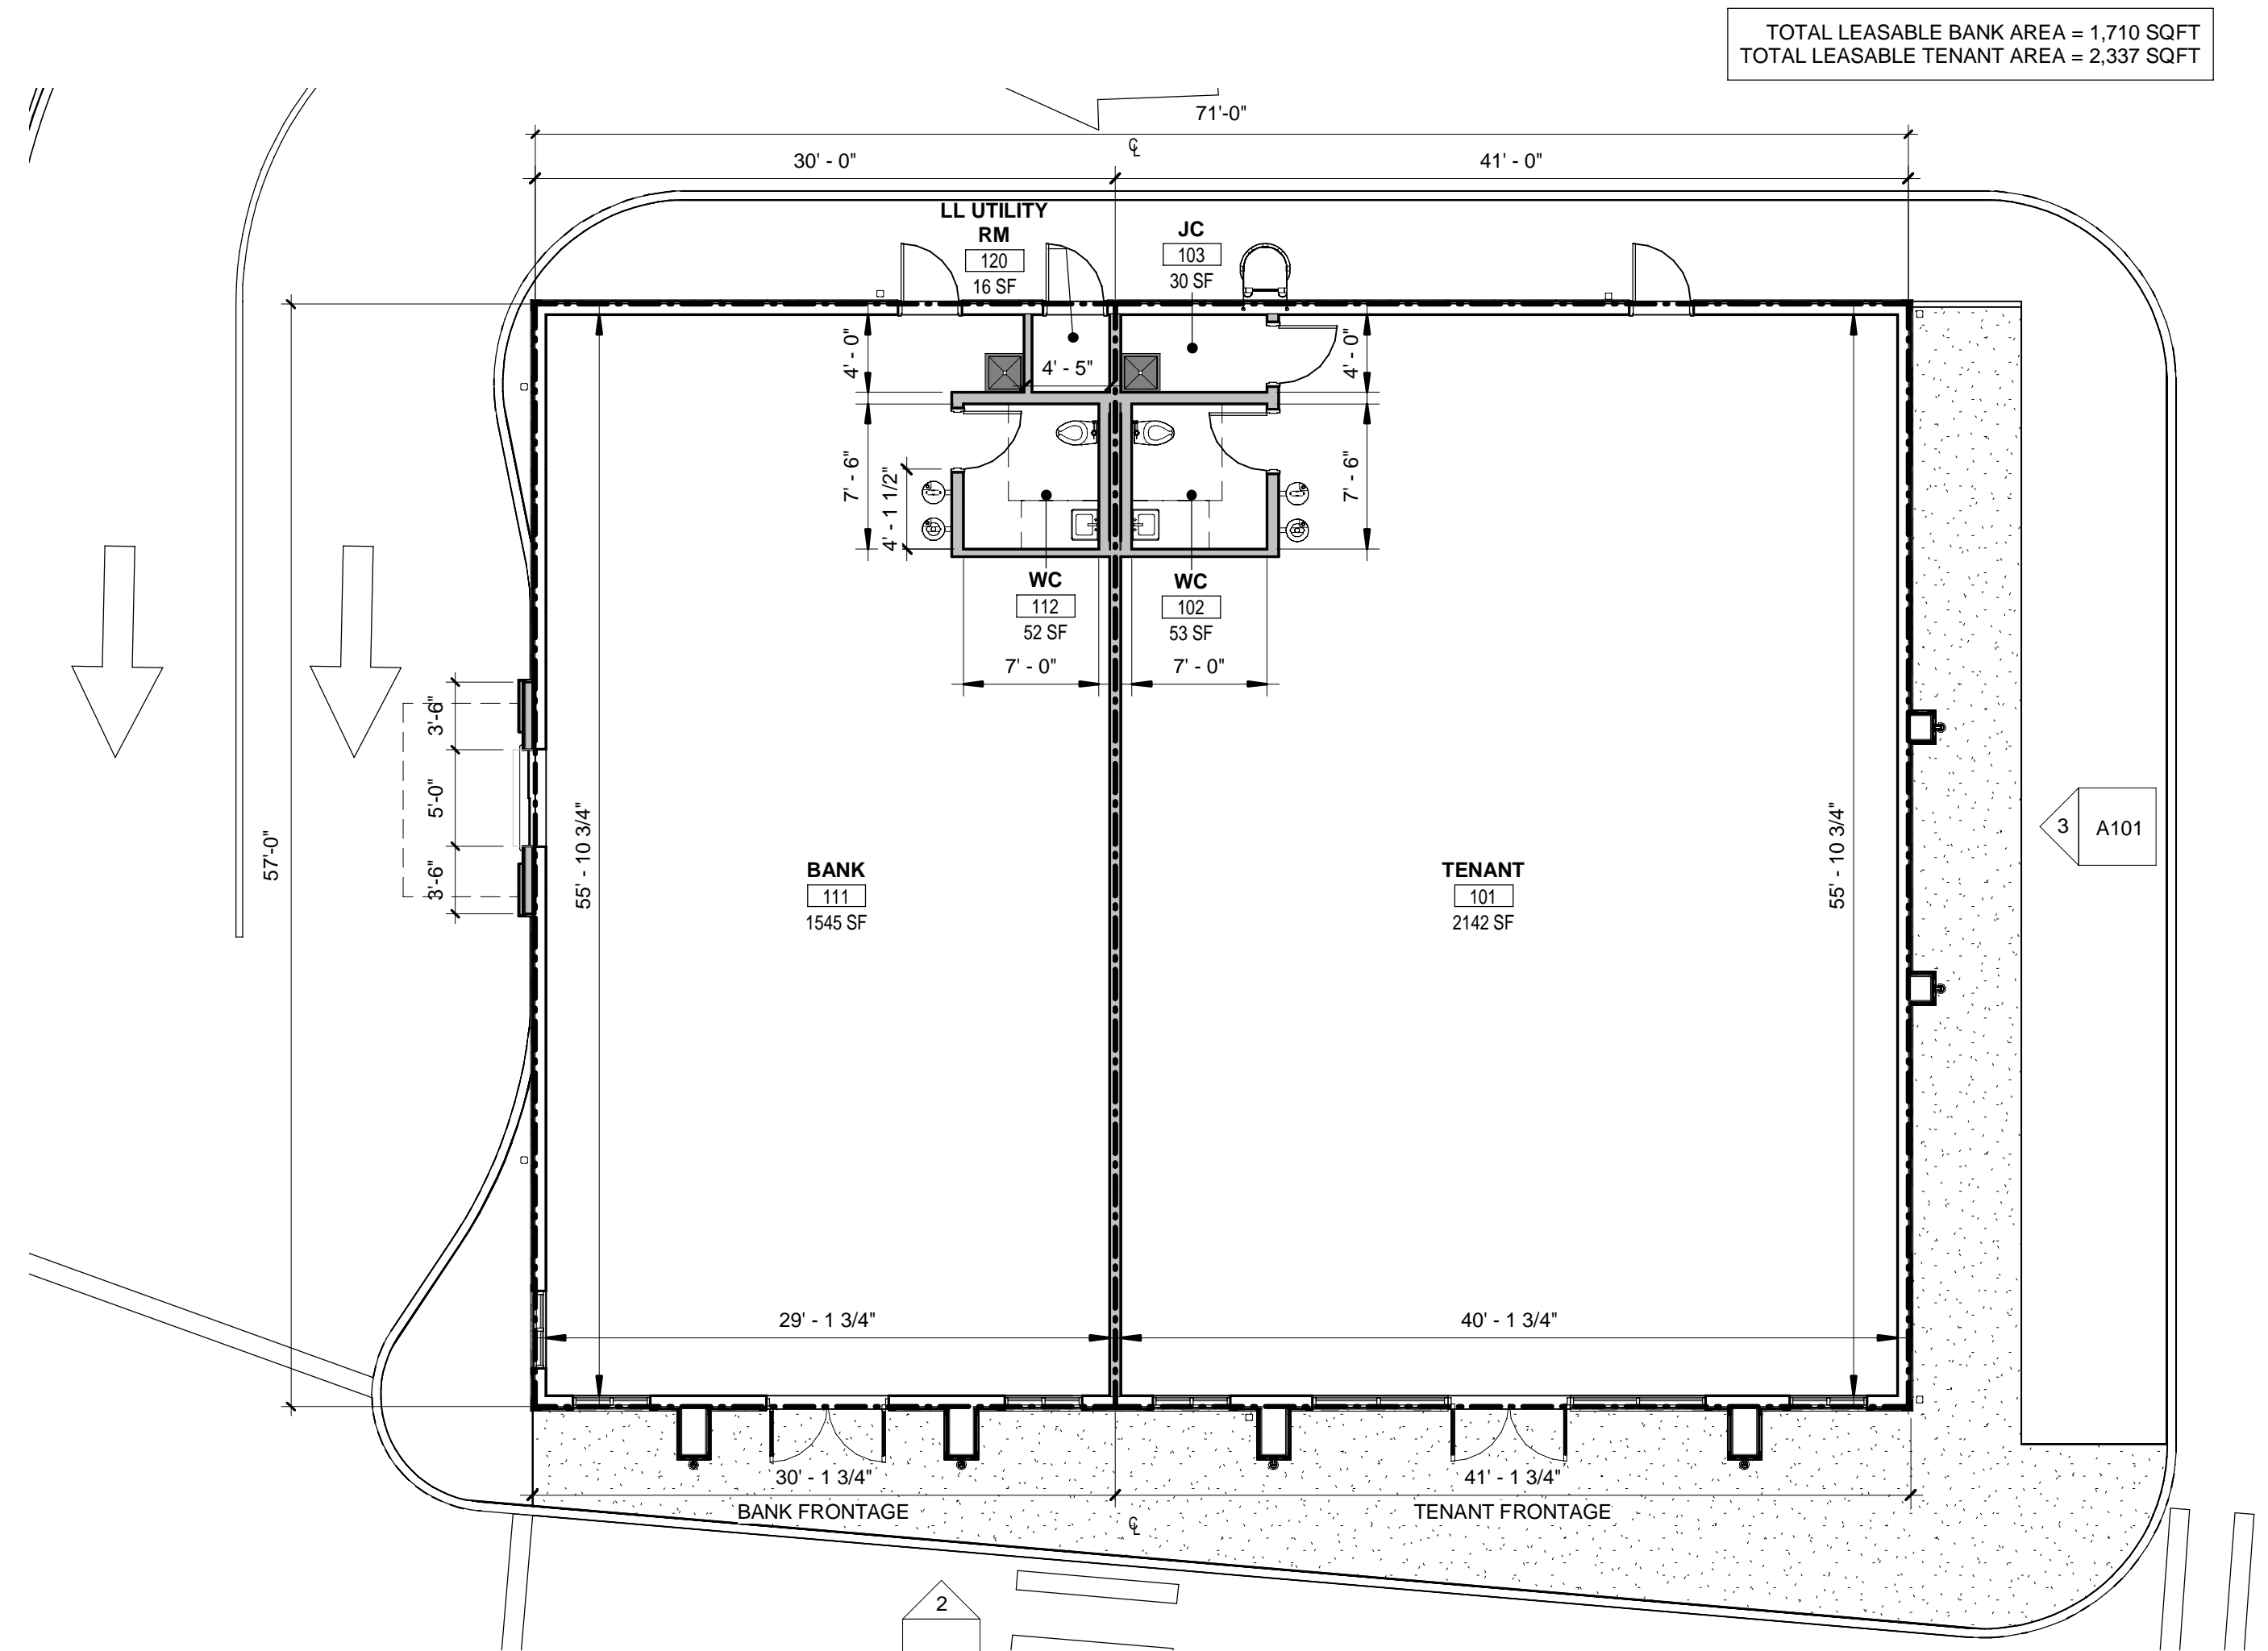 TOTAL LEASABLE BANK AREA = 1,710 SQFT
TOTAL LEASABLE TENANT AREA = 2,337 SQFT
71'-0"
℄
30' - 0"
41' - 0"
LL UTILITY
RM
120
16 SF
JC
103
30 SF
4' - 0"
4' - 5"
4' - 0"
7' - 6"
4' - 1 1/2"
7' - 6"
WC
112
52 SF
WC
102
53 SF
7' - 0"
7' - 0"
3'-6"
5'-0"
3'-6"
57'-0"
55' - 10 3/4"
55' - 10 3/4"
3
A101
BANK
111
1545 SF
TENANT
101
2142 SF
29' - 1 3/4"
40' - 1 3/4"
30' - 1 3/4"
41' - 1 3/4"
BANK FRONTAGE
TENANT FRONTAGE
℄
2